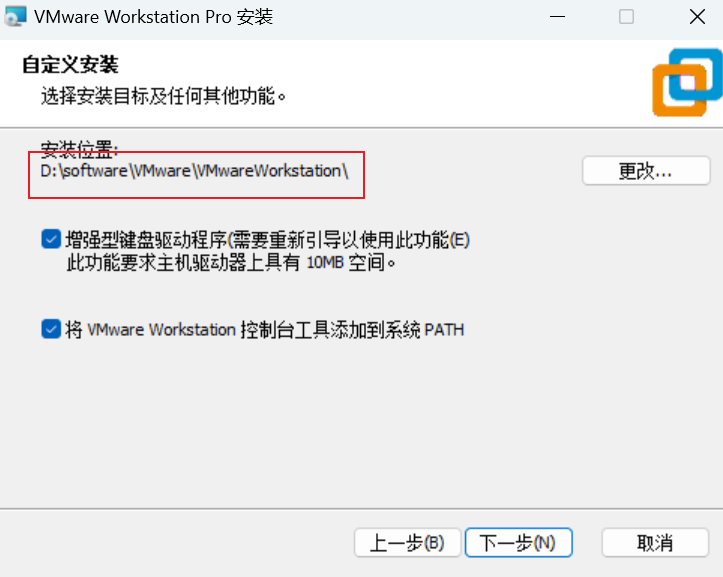 VMware Workstation Pro 安装
自定义安装
选择安装目标及任何其他功能。
安装位置:
D:\software\VMware\VMwareWorkstation\
更改...
增强型键盘驱动程序(需要重新引导以使用此功能(E)
此功能要求主机驱动器上具有 10MB 空间。
将 VMware Workstation 控制台工具添加到系统 PATH
上一步(B) 下一步(N) 取消